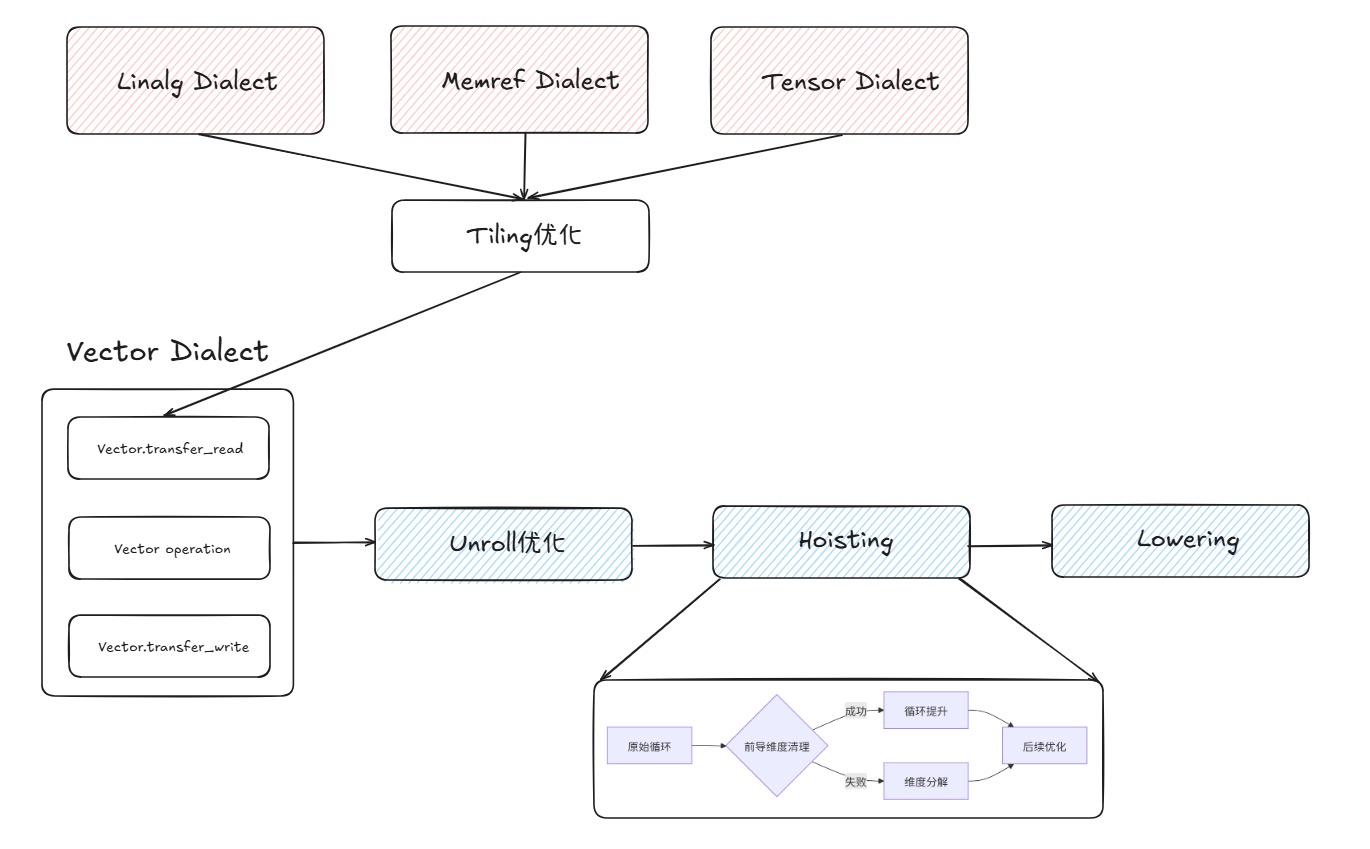 Linalg Dialect
Memref Dialect
Tensor Dialect
Tiling优化
Vector Dialect
Vector.transfer_read
Vector operation
Vector.transfer_write
Unroll优化
Hoisting
Lowering
原始循环
前导维度清理
成功
循环提升
失败
维度分解
后续优化